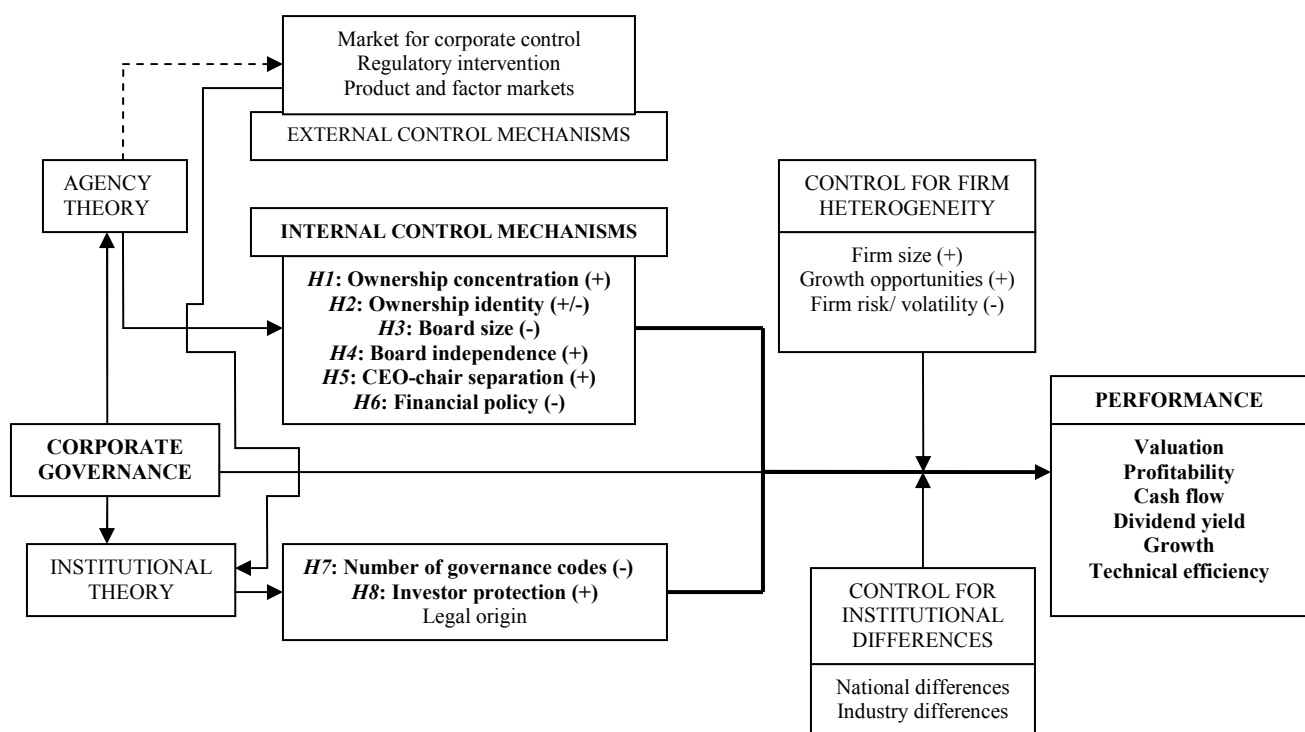 Market for corporate control
Regulatory intervention
Product and factor markets
EXTERNAL CONTROL MECHANISMS
AGENCY
THEORY
INTERNAL CONTROL MECHANISMS
H1: Ownership concentration (+)
H2: Ownership identity (+/-)
H3: Board size (-)
H4: Board independence (+)
H5: CEO-chair separation (+)
H6: Financial policy (-)
CORPORATE
GOVERNANCE
INSTITUTIONAL
THEORY
H7: Number of governance codes (-)
H8: Investor protection (+)
Legal origin
CONTROL FOR FIRM
HETEROGENEITY
Firm size (+)
Growth opportunities (+)
Firm risk/ volatility (-)
CONTROL FOR
INSTITUTIONAL
DIFFERENCES
National differences
Industry differences
PERFORMANCE
Valuation
Profitability
Cash flow
Dividend yield
Growth
Technical efficiency